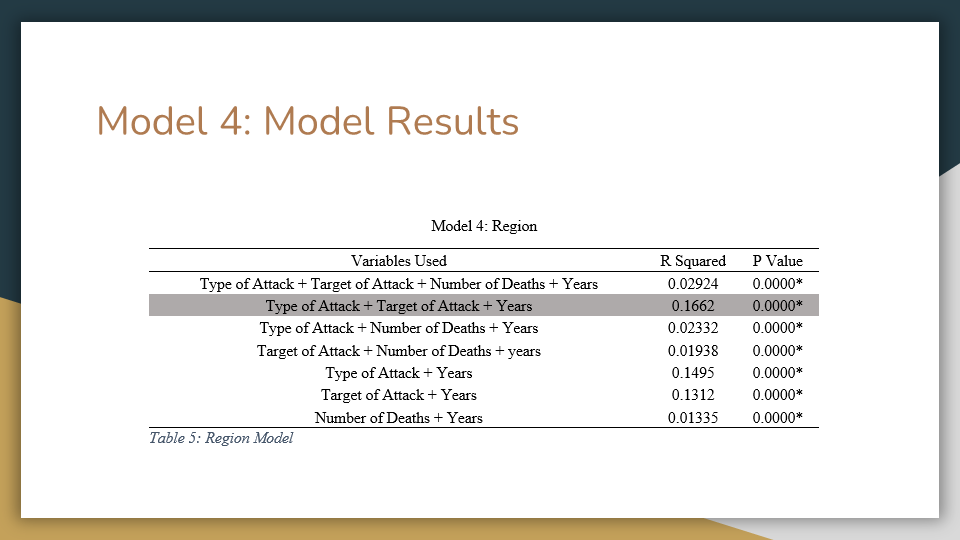 Model 4: Model Results
Model 4: Region
Variables Used R Squared P Value
Type of Attack + Target of Attack + Number of Deaths + Years 0.02924 0.0000*
Type of Attack + Target of Attack + Years 0.1662 0.0000*
Type of Attack + Number of Deaths + Years 0.02332 0.0000*
Target of Attack + Number of Deaths + years 0.01938 0.0000*
Type of Attack + Years 0.1495 0.0000*
Target of Attack + Years 0.1312 0.0000*
Number of Deaths + Years 0.01335 0.0000*
Table 5: Region Model